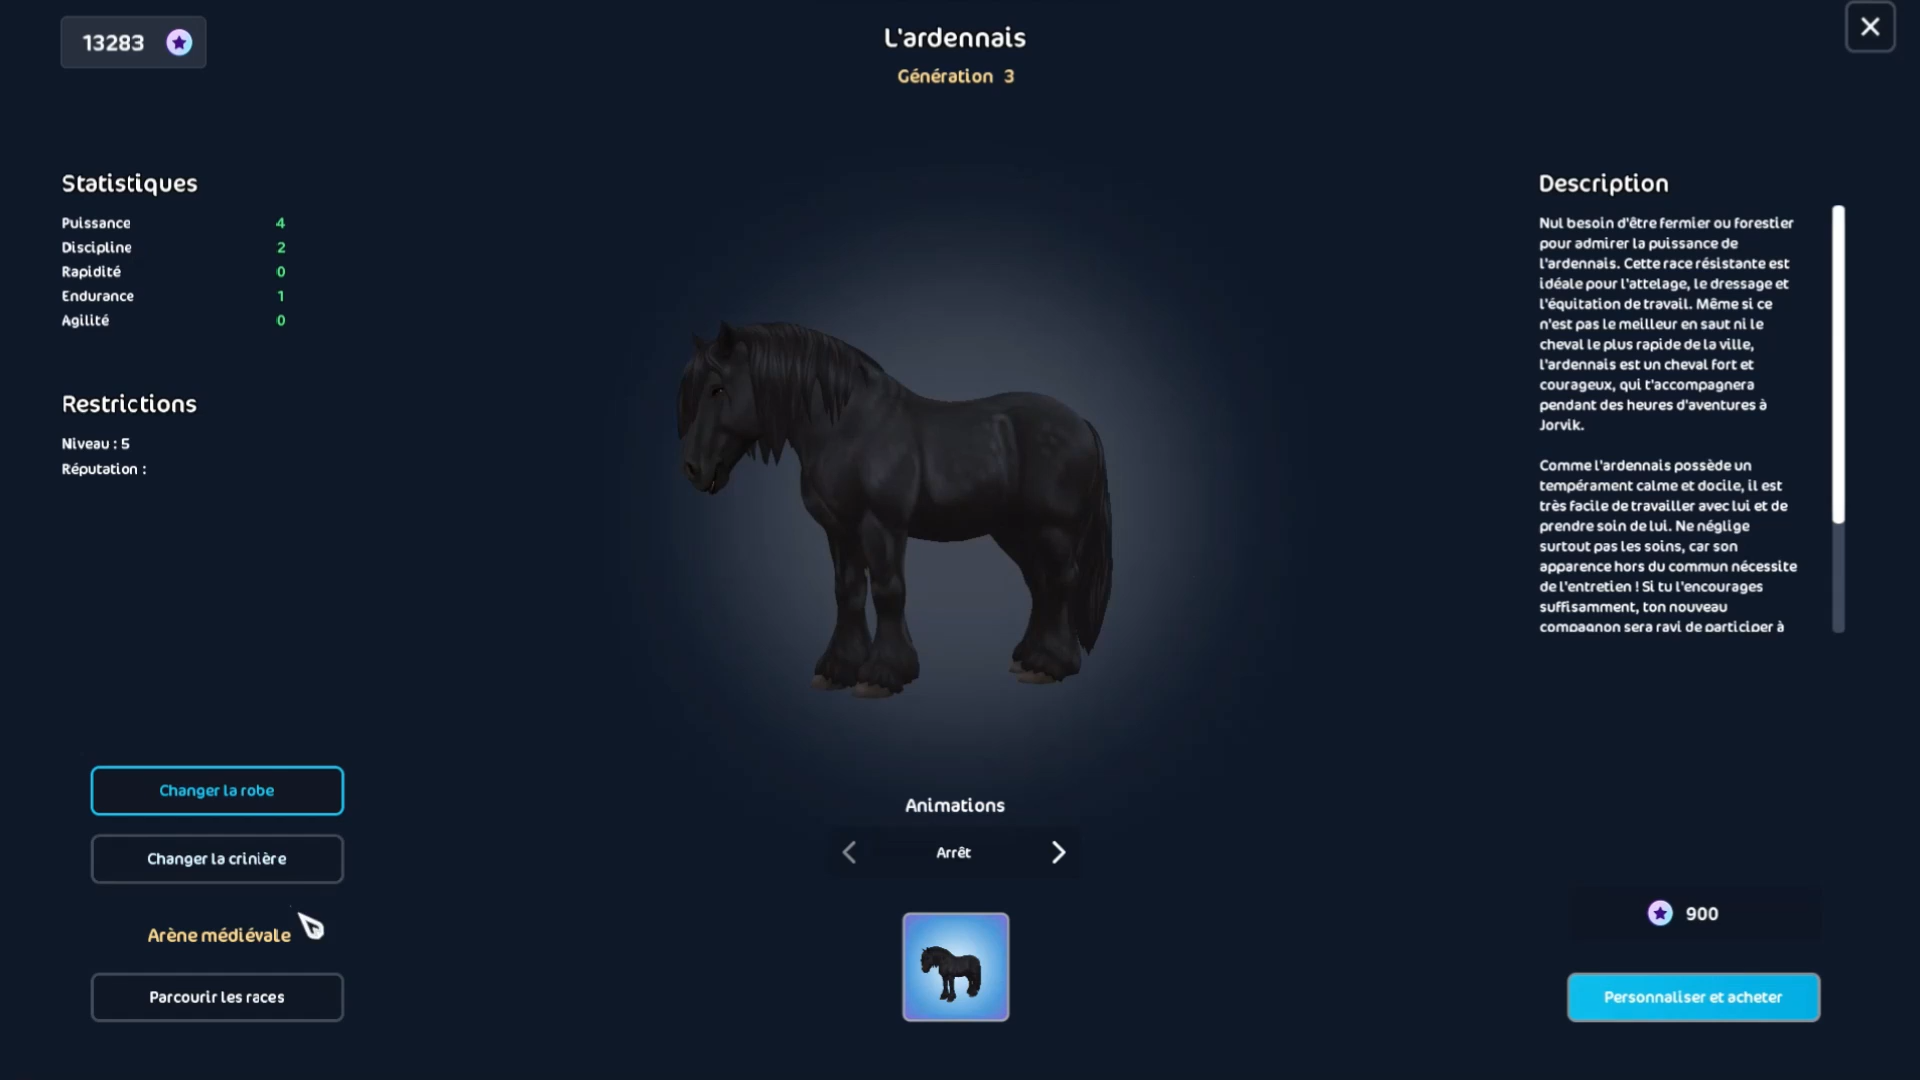 13283
L'ardennais
Génération 3
Statistiques
Puissance 4
Discipline 2
Rapidité 0
Endurance 1
Agilité 0
Restrictions
Niveau : 5
Réputation :
Description
Nul besoin d'être fermier ou forestier
pour admirer la puissance de
l'ardennais. Cette race résistante est
idéale pour l'attelage, le dressage et
l'équitation de travail. Même si ce
n'est pas le meilleur en saut ni le
cheval le plus rapide de la ville,
l'ardennais est un cheval fort et
courageux, qui t'accompagnera
pendant des heures d'aventures à
Jorvik.
Comme l'ardennais possède un
tempérament calme et docile, il est
très facile de travailler avec lui et de
prendre soin de lui. Ne néglige
surtout pas les soins, car son
apparence hors du commun nécessite
de l'entretien ! Si tu l'encourages
suffisamment, ton nouveau
compagnon sera ravi de participer à
Changer la robe
Changer la crinière
Arène médiévale
Parcourir les races
Animations
Arrêt
900
Personnaliser et acheter